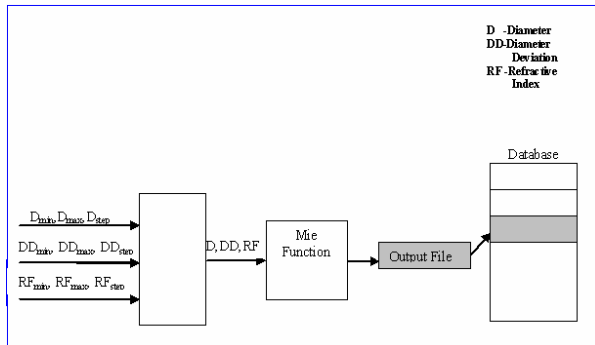 D -Diameter
DD-Diameter
Deviation
RF-Refractive
Index
Database
Dmin, Dmax, Dstep
DDmin, DDmax, DDstep
RFmin, RFmax, RFstep
D, DD, RF
Mie
Function
Output File